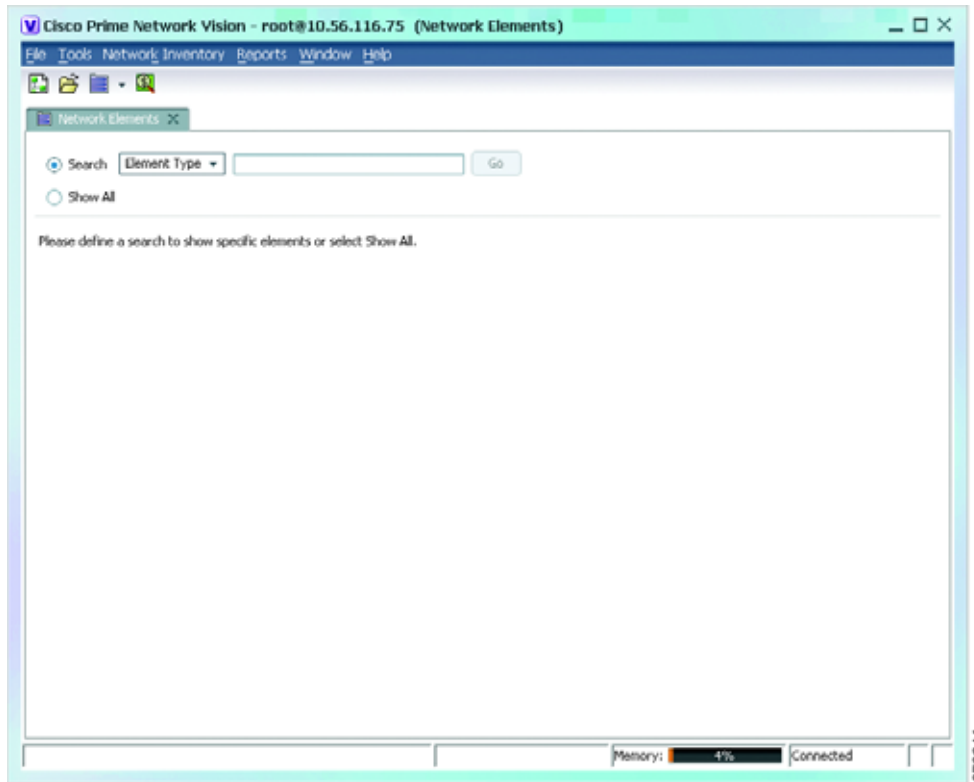 V Cisco Prime Network Vision - root@10.56.116.75 (Network Elements)
File Tools Network Inventory Reports Window Help
Network Elements
Search Element Type Go
Show All
Please define a search to show specific elements or select Show All.
Memory: 4% Connected